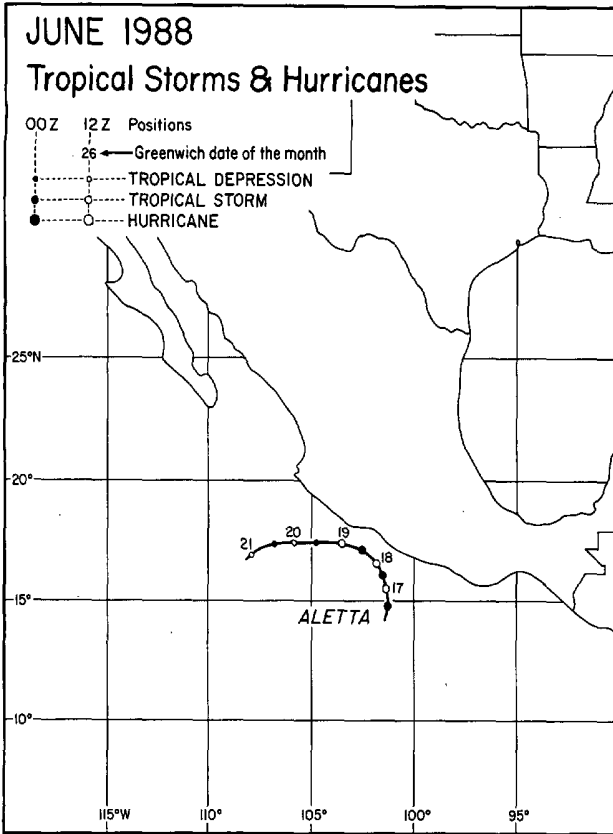 JUNE 1988
Tropical Storms & Hurricanes
00Z 12Z Positions
26 Greenwich date of the month
TROPICAL DEPRESSION
TROPICAL STORM
HURRICANE
25°N
20°
21 20 19 18
17
15°
ALETTA
10°
115°W 110° 105° 100° 95°